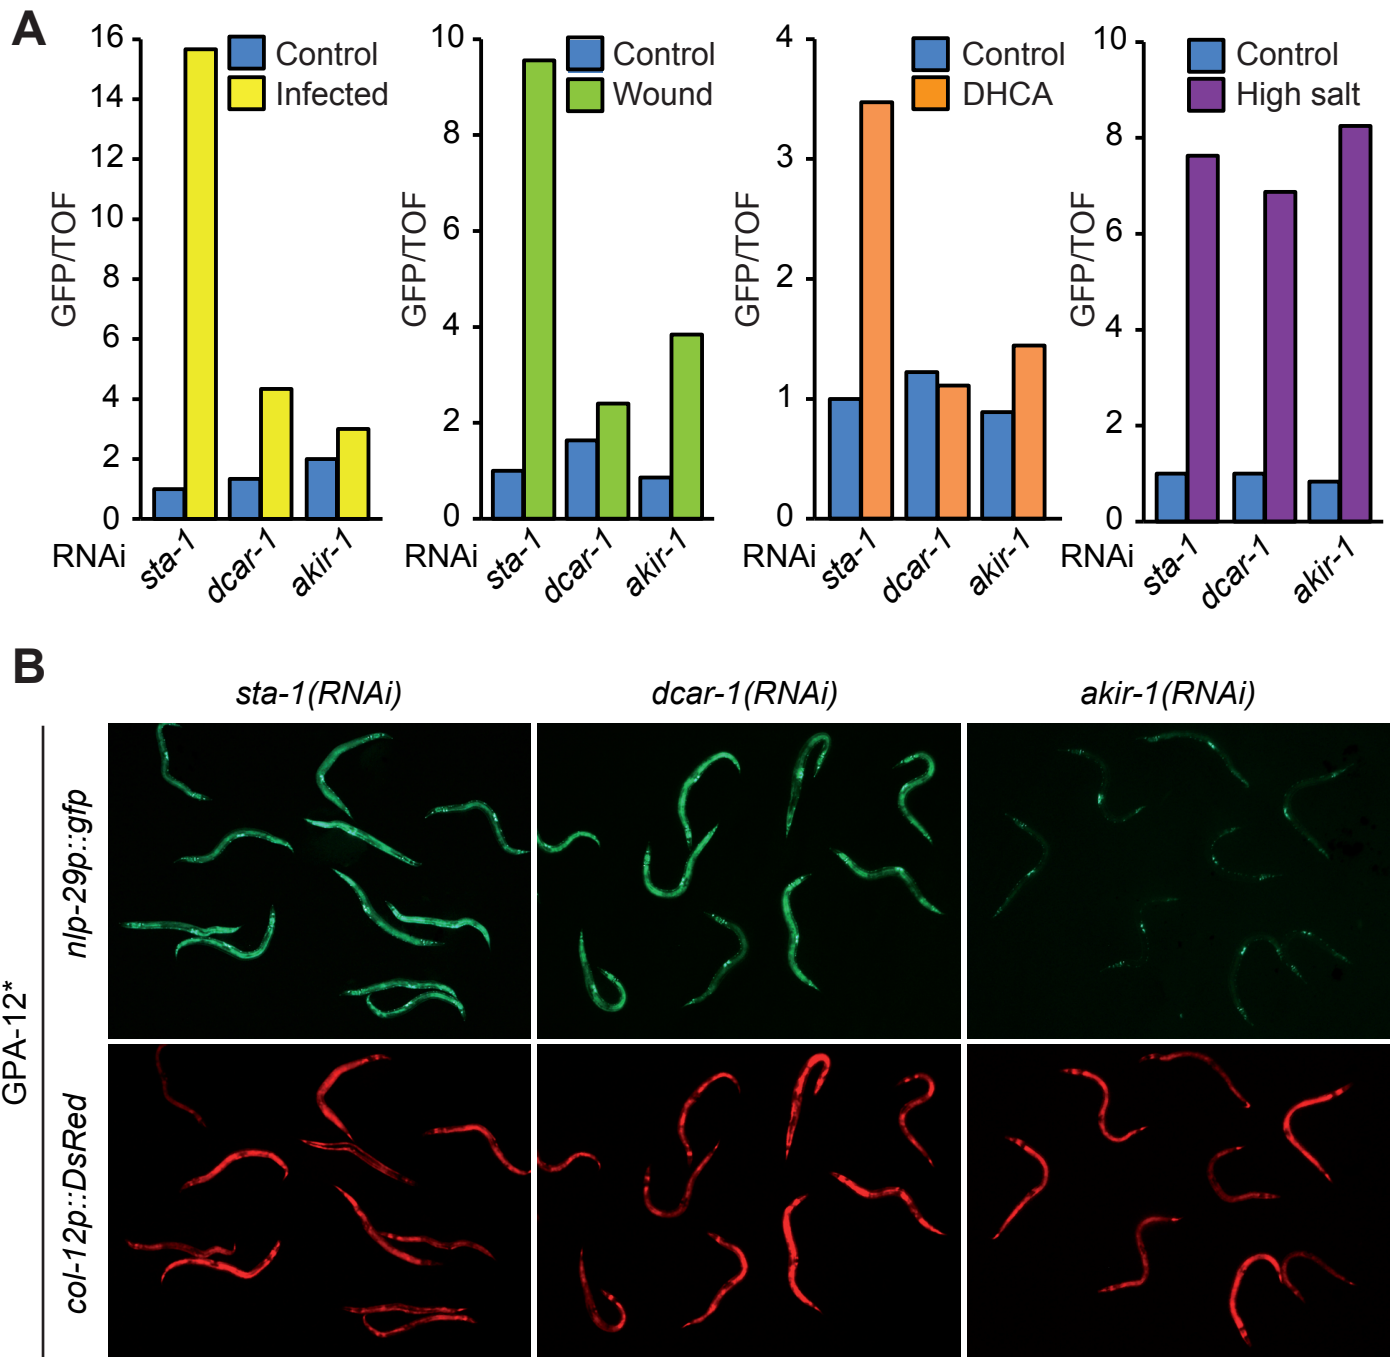 A
16
14
12
10
8
6
4
2
0
GFP/TOF
Control
Infected
RNAi
sta-1
dcar-1
akir-1
10
8
6
4
2
0
GFP/TOF
Control
Wound
RNAi
sta-1
dcar-1
akir-1
4
3
2
1
0
GFP/TOF
Control
DHCA
RNAi
sta-1
dcar-1
akir-1
10
8
6
4
2
0
GFP/TOF
Control
High salt
RNAi
sta-1
dcar-1
akir-1
B
sta-1(RNAi)
dcar-1(RNAi)
akir-1(RNAi)
GPA-12*
nlp-29p::gfp
col-12p::DsRed